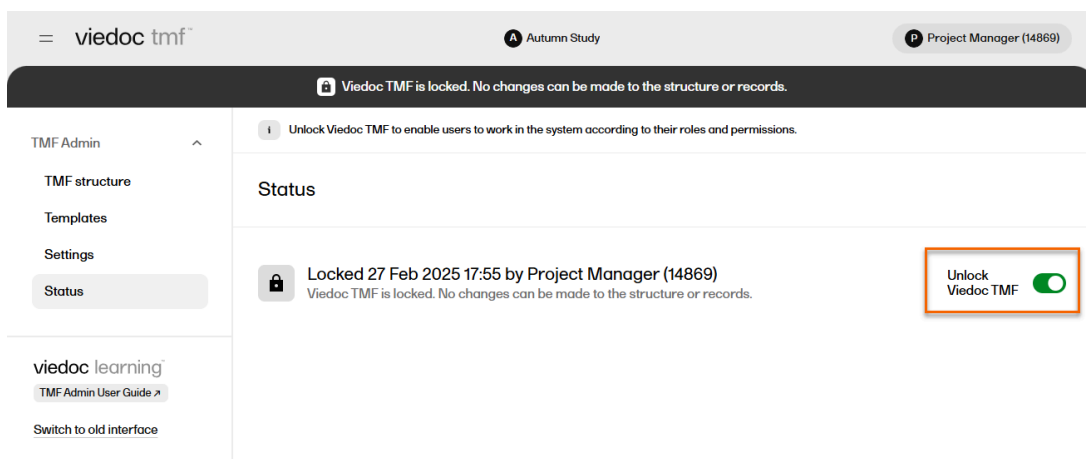 viedoc tmf™
A Autumn Study
P Project Manager (14869)
Viedoc TMF is locked. No changes can be made to the structure or records.
TMF Admin
TMF structure
Templates
Settings
Status
viedoc learning™
TMF Admin User Guide ↗
Switch to old interface
i Unlock Viedoc TMF to enable users to work in the system according to their roles and permissions.
Status
Locked 27 Feb 2025 17:55 by Project Manager (14869)
Viedoc TMF is locked. No changes can be made to the structure or records.
Unlock
Viedoc TMF